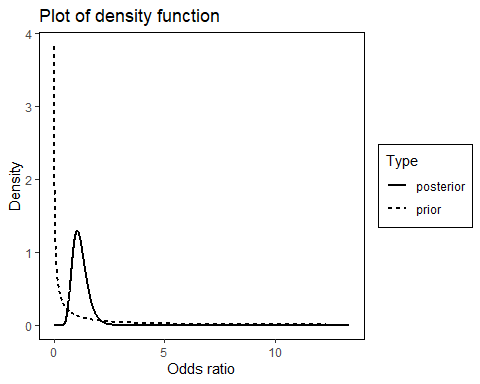 Plot of density function
4
3
2
1
0
Density
0 5 10
Odds ratio
Type
posterior
prior